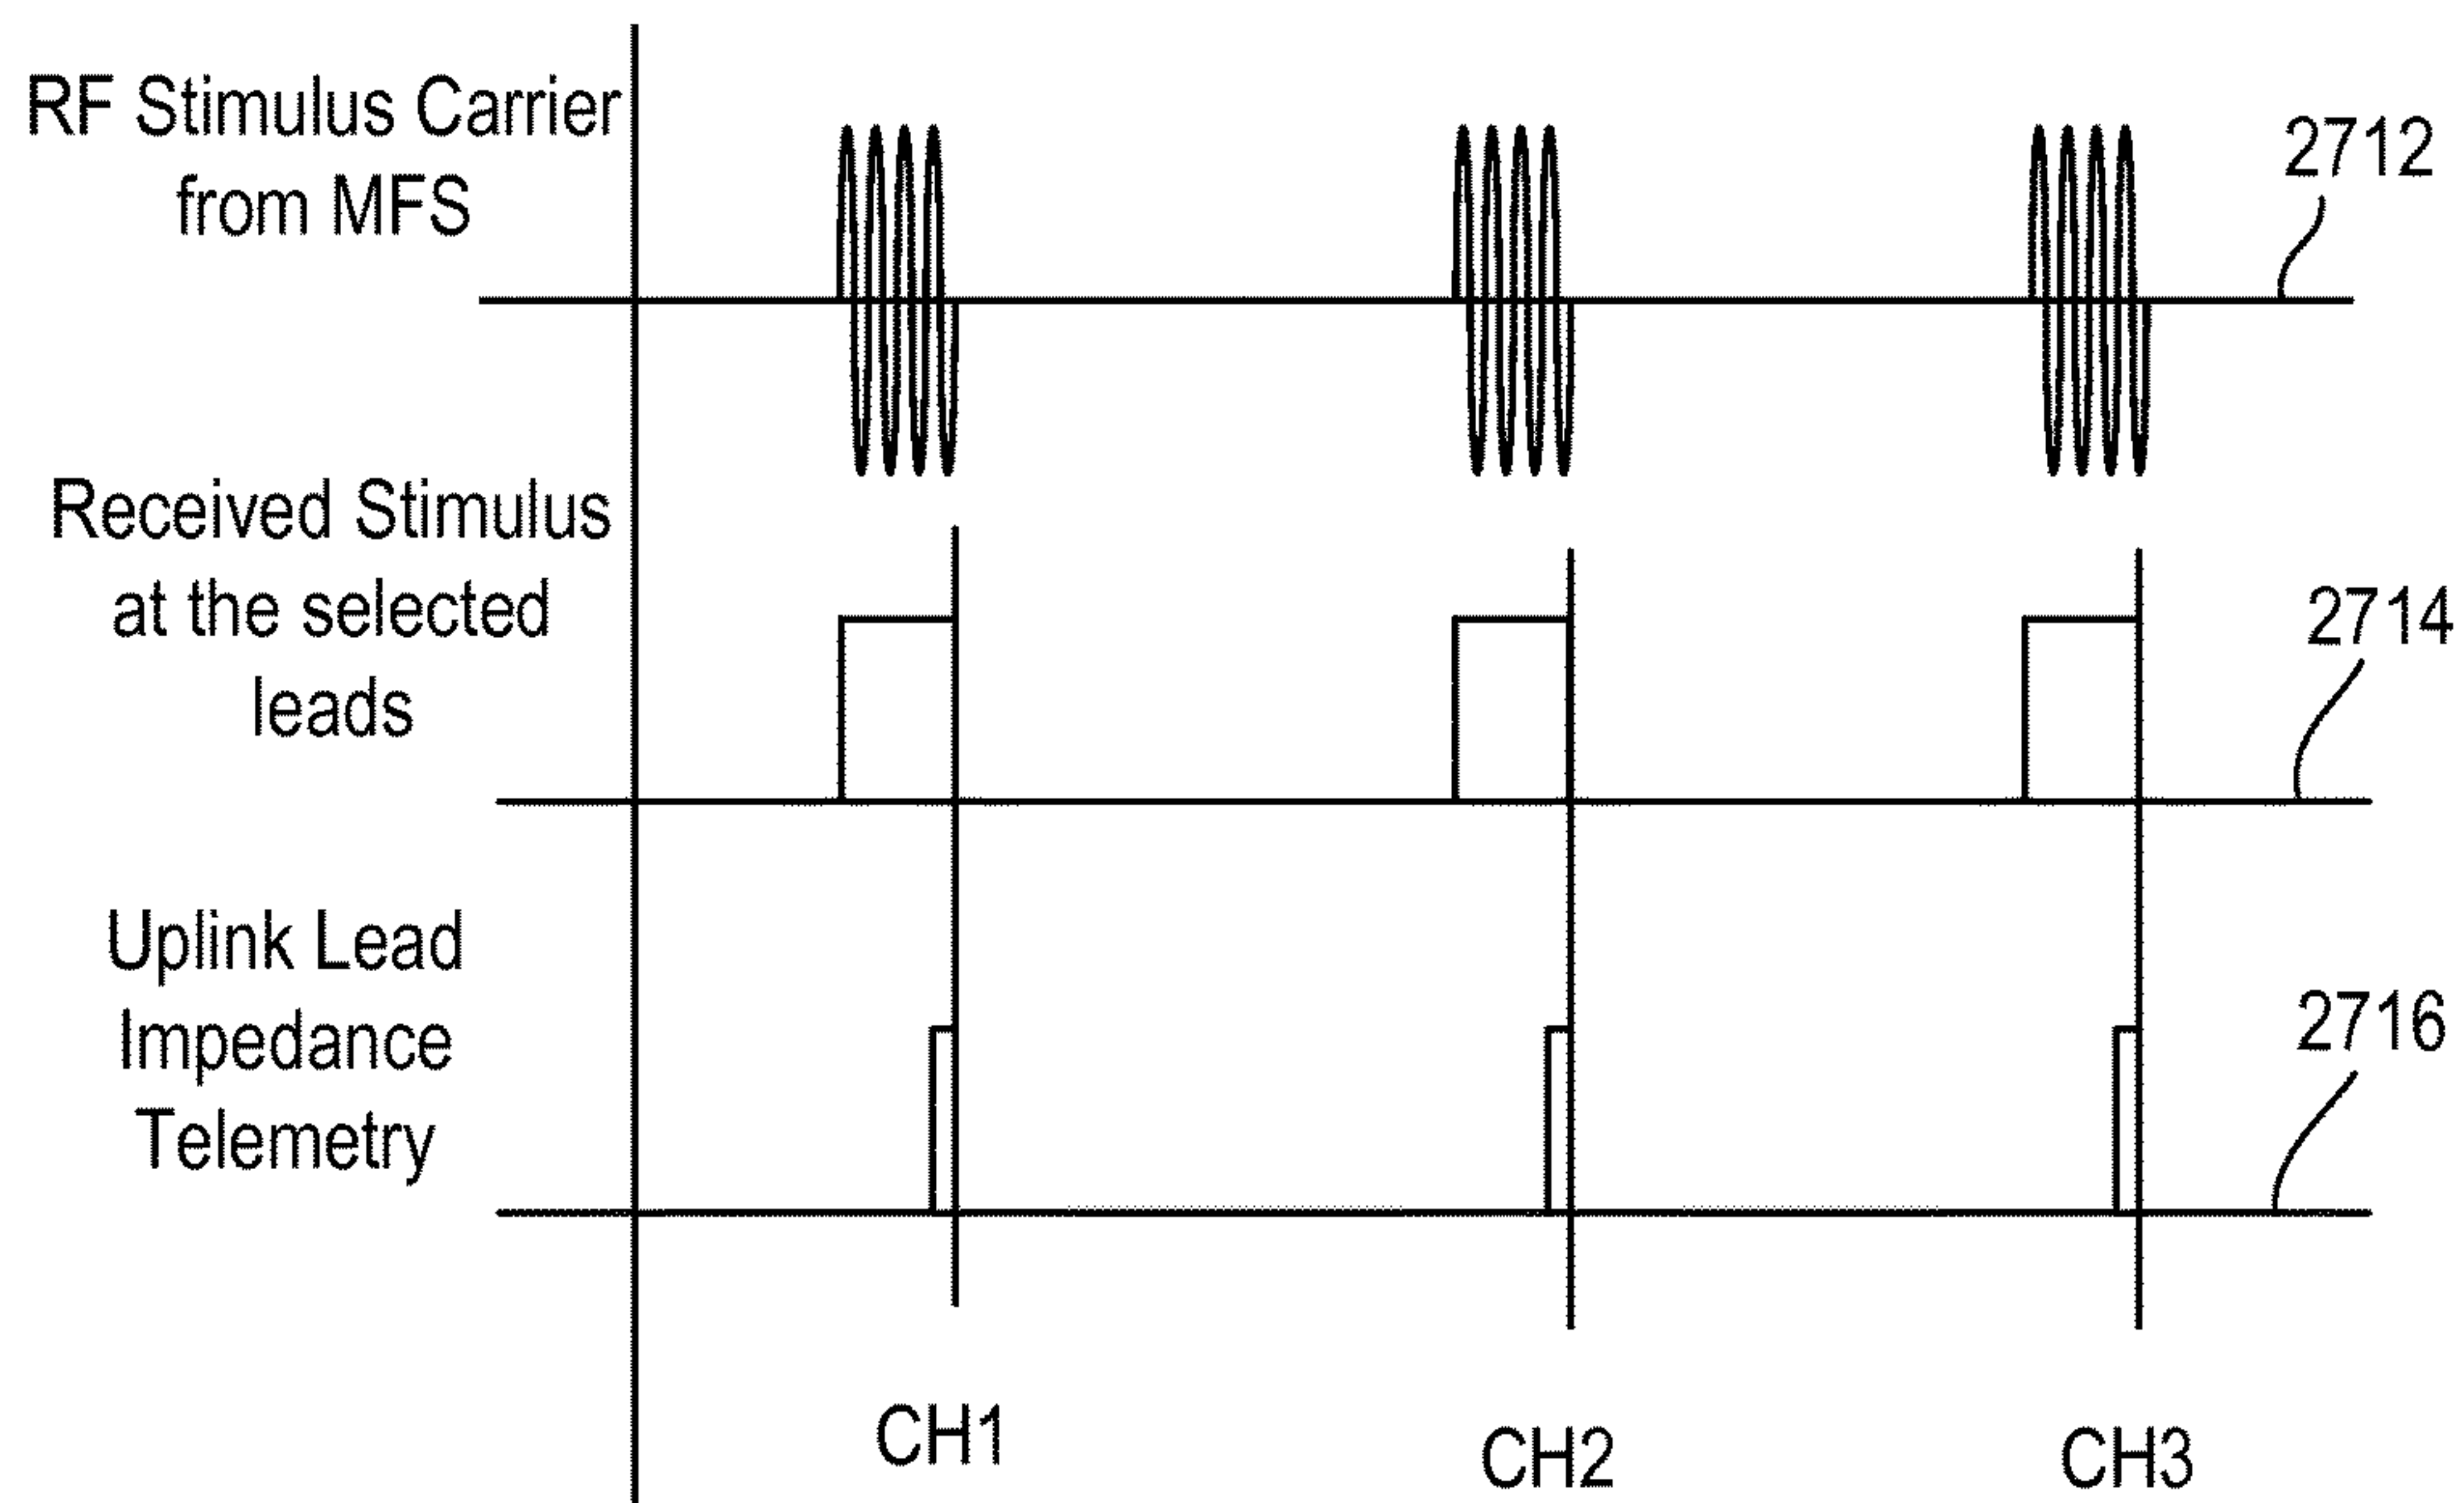 RF Stimulus Carrier
from MFS
2712
Received Stimulus
at the selected
leads
2714
Uplink Lead
Impedance
Telemetry
2716
CH1
CH2
CH3